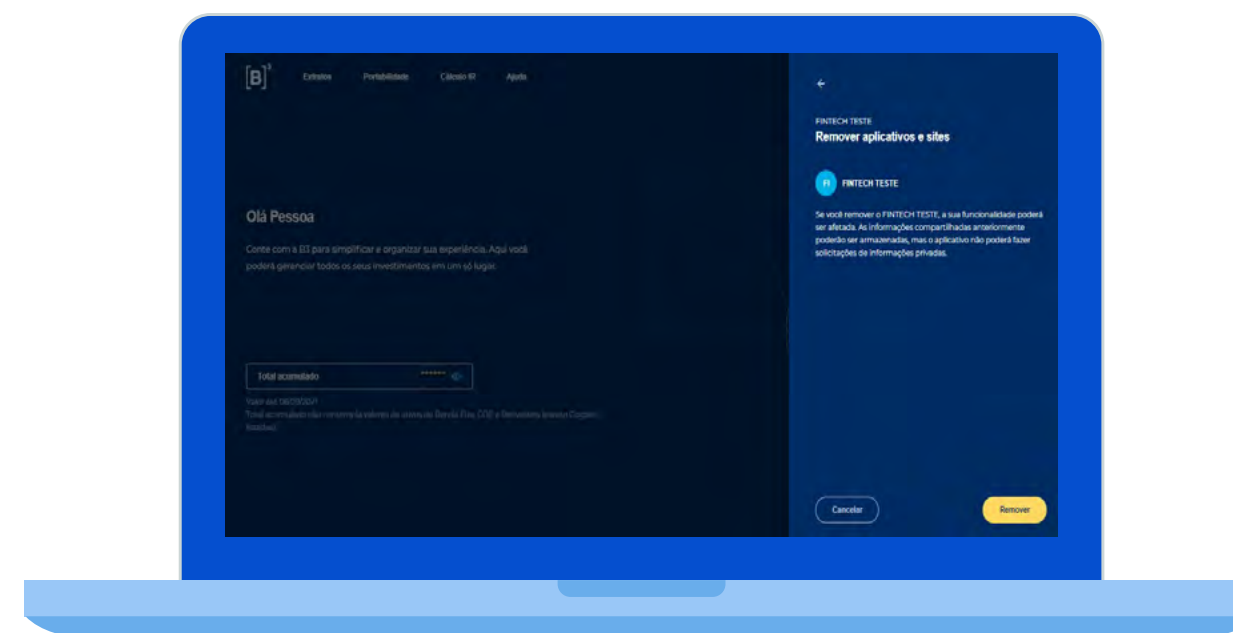 [B]³ Extratos Portabilidade Cálculo IR Ajuda
Olá Pessoa
Conte com a B3 para simplificar e organizar sua experiência. Aqui você
poderá gerenciar todos os seus investimentos em um só lugar.
Total acumulado ******
FINTECH TESTE
Remover aplicativos e sites
FT FINTECH TESTE
Se você remover o FINTECH TESTE, a sua funcionalidade poderá
ser afetada. As informações compartilhadas anteriormente
poderão ser armazenadas, mas o aplicativo não poderá fazer
solicitações de informações privadas.
Cancelar
Remover